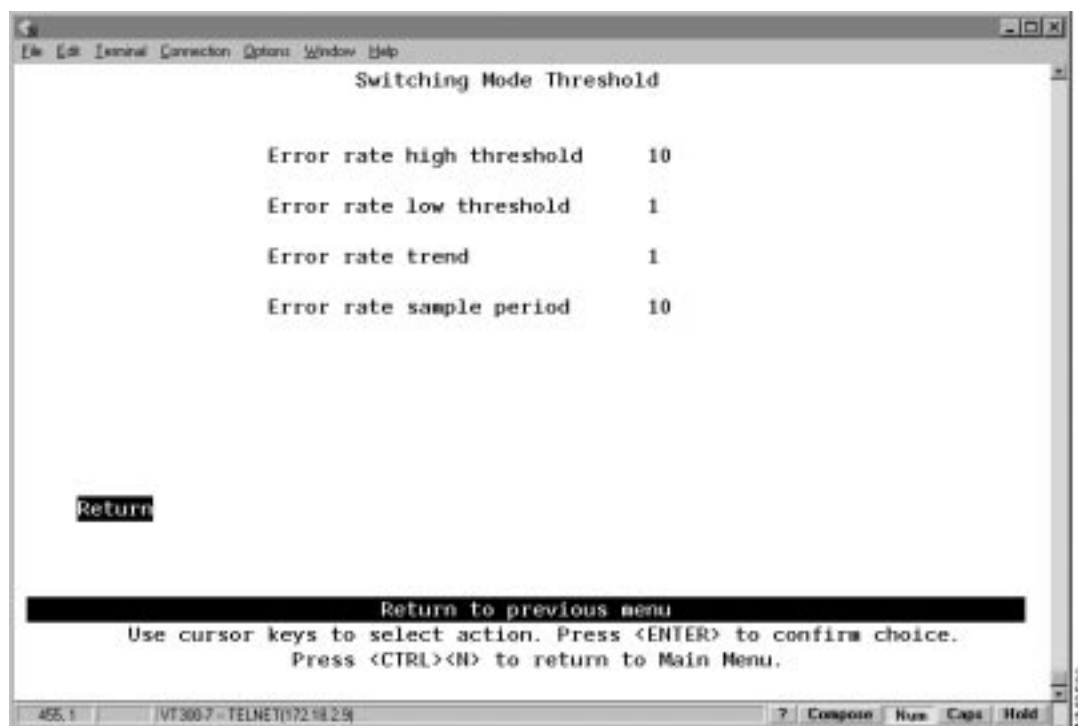 File Edit Terminal Connection Options Window Help
Switching Mode Threshold
Error rate high threshold 10
Error rate low threshold 1
Error rate trend 1
Error rate sample period 10
Return
Return to previous menu
Use cursor keys to select action. Press <ENTER> to confirm choice.
Press <CTRL><N> to return to Main Menu.
455, 1 VT300-7 - TELNET(172.18.2.9) ? Compose Num Caps Hold